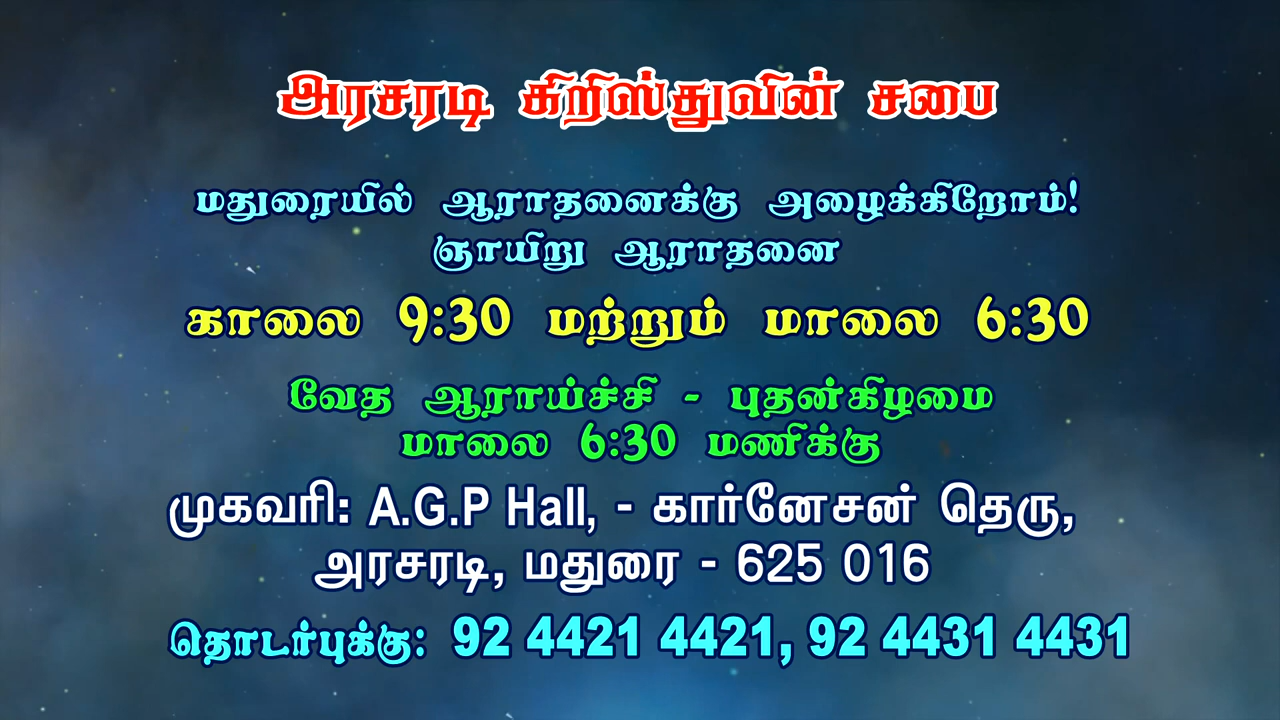 அரசரடி கிறிஸ்துவின் சபை
மதுரையில் ஆராதனைக்கு அழைக்கிறோம்!
ஞாயிறு ஆராதனை
காலை 9:30 மற்றும் மாலை 6:30
வேத ஆராய்ச்சி - புதன்கிழமை
மாலை 6:30 மணிக்கு
முகவரி: A.G.P Hall, - கார்னேசன் தெரு,
அரசரடி, மதுரை - 625 016
தொடர்புக்கு: 92 4421 4421, 92 4431 4431